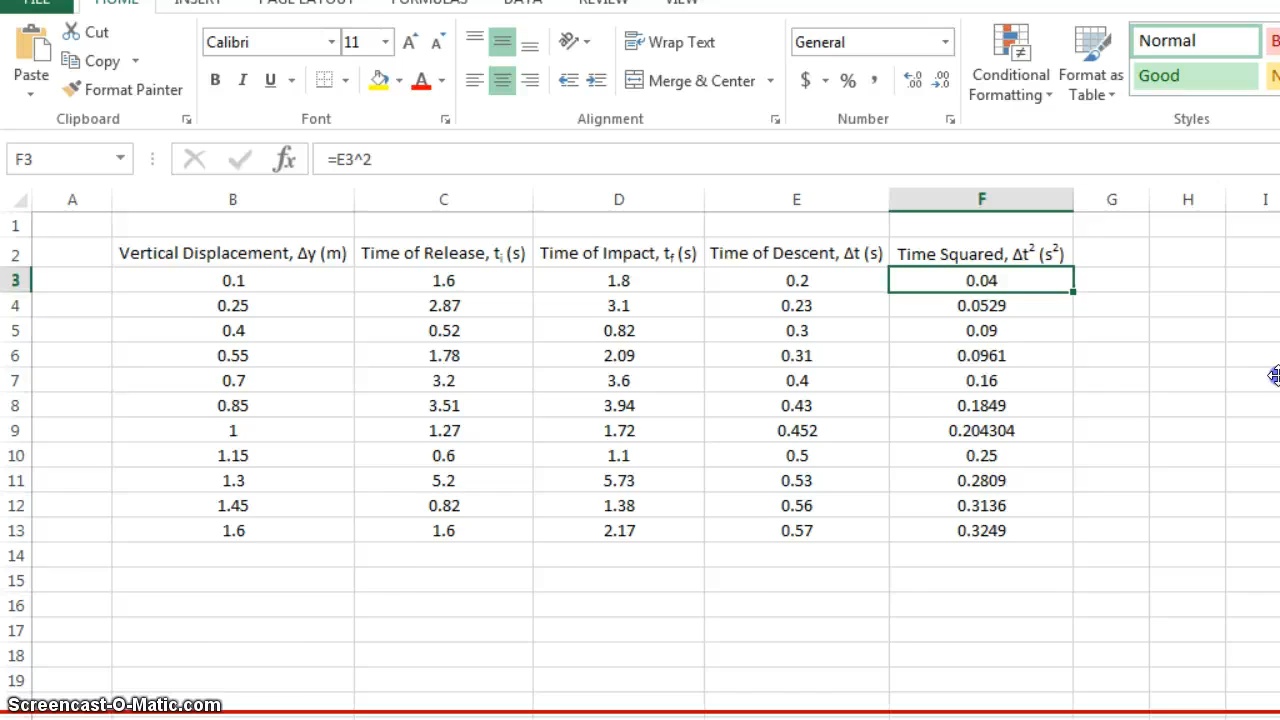 FILE HOME INSERT PAGE LAYOUT FORMULAS DATA REVIEW VIEW
Cut
Copy
Format Painter
Paste
Clipboard
Calibri 11
B I U
Font
Wrap Text
Merge & Center
Alignment
General
$ % ,
Number
Conditional Formatting
Format as Table
Normal
Good
Styles
F3 fx =E3^2
A B C D E F G H I
1
2 Vertical Displacement, Δy (m) Time of Release, tᵢ (s) Time of Impact, t_f (s) Time of Descent, Δt (s) Time Squared, Δt² (s²)
3 0.1 1.6 1.8 0.2 0.04
4 0.25 2.87 3.1 0.23 0.0529
5 0.4 0.52 0.82 0.3 0.09
6 0.55 1.78 2.09 0.31 0.0961
7 0.7 3.2 3.6 0.4 0.16
8 0.85 3.51 3.94 0.43 0.1849
9 1 1.27 1.72 0.452 0.204304
10 1.15 0.6 1.1 0.5 0.25
11 1.3 5.2 5.73 0.53 0.2809
12 1.45 0.82 1.38 0.56 0.3136
13 1.6 1.6 2.17 0.57 0.3249
14
15
16
17
18
19
Screencast-O-Matic.com